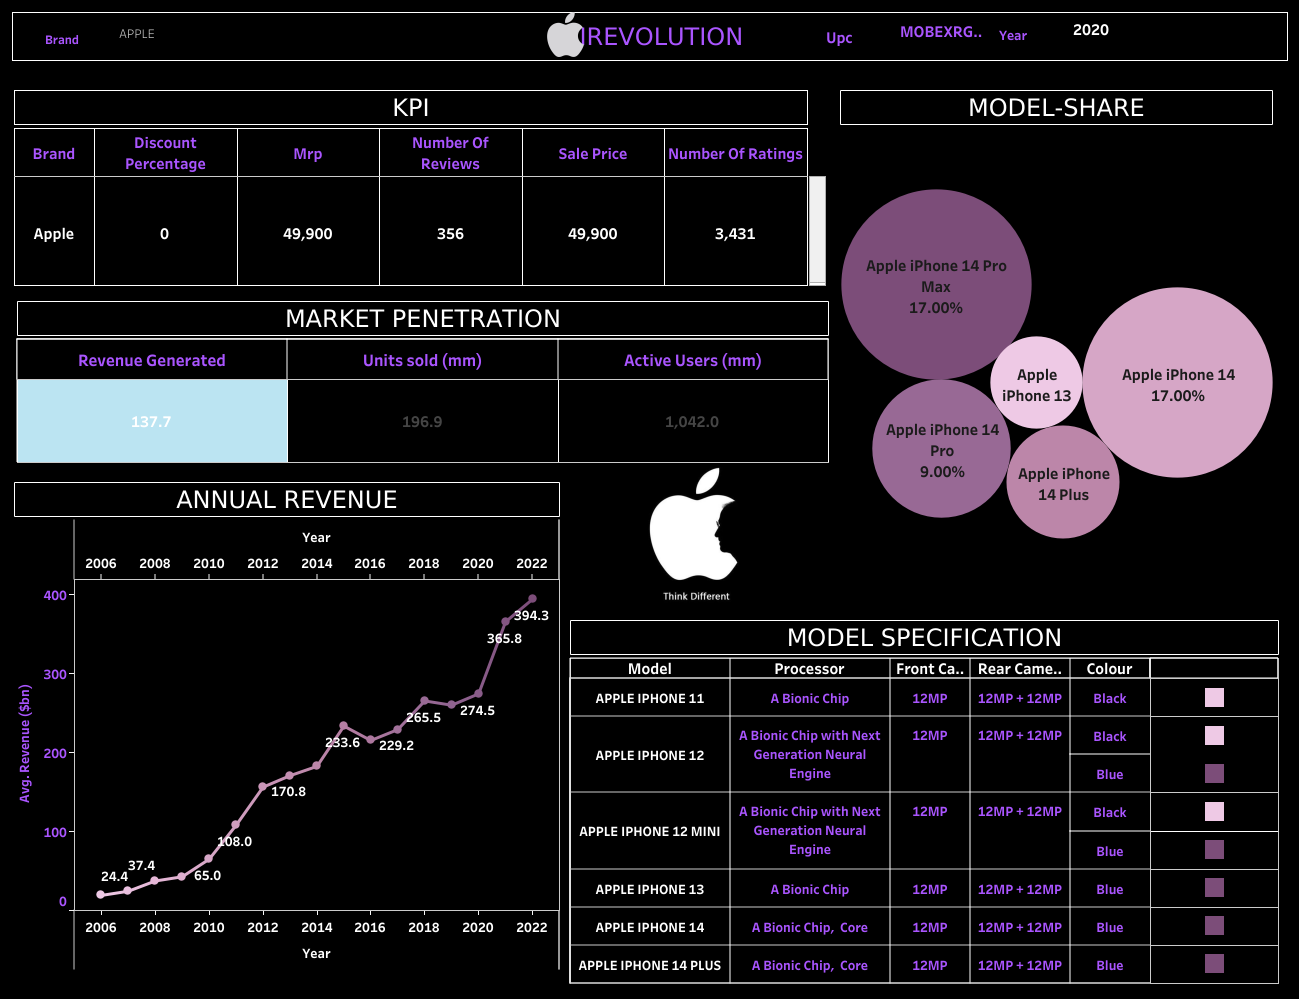 Brand APPLE IREVOLUTION Upc MOBEXRG.. Year 2020
KPI
Brand Discount Percentage Mrp Number Of Reviews Sale Price Number Of Ratings
Apple 0 49,900 356 49,900 3,431
MODEL-SHARE
Apple iPhone 14 Pro
Max
17.00%
Apple
iPhone 13
Apple iPhone 14
17.00%
Apple iPhone 14
Pro
9.00%
Apple iPhone
14 Plus
MARKET PENETRATION
Revenue Generated Units sold (mm) Active Users (mm)
137.7 196.9 1,042.0
ANNUAL REVENUE
Year
2006 2008 2010 2012 2014 2016 2018 2020 2022
Avg. Revenue ($bn)
400
300
200
100
0
24.4
37.4
65.0
108.0
170.8
233.6
229.2
265.5
274.5
365.8
394.3
2006 2008 2010 2012 2014 2016 2018 2020 2022
Year
Think Different
MODEL SPECIFICATION
Model Processor Front Ca.. Rear Came.. Colour
APPLE IPHONE 11 A Bionic Chip 12MP 12MP + 12MP Black
APPLE IPHONE 12 A Bionic Chip with Next Generation Neural Engine 12MP 12MP + 12MP Black
Blue
APPLE IPHONE 12 MINI A Bionic Chip with Next Generation Neural Engine 12MP 12MP + 12MP Black
Blue
APPLE IPHONE 13 A Bionic Chip 12MP 12MP + 12MP Blue
APPLE IPHONE 14 A Bionic Chip, Core 12MP 12MP + 12MP Blue
APPLE IPHONE 14 PLUS A Bionic Chip, Core 12MP 12MP + 12MP Blue